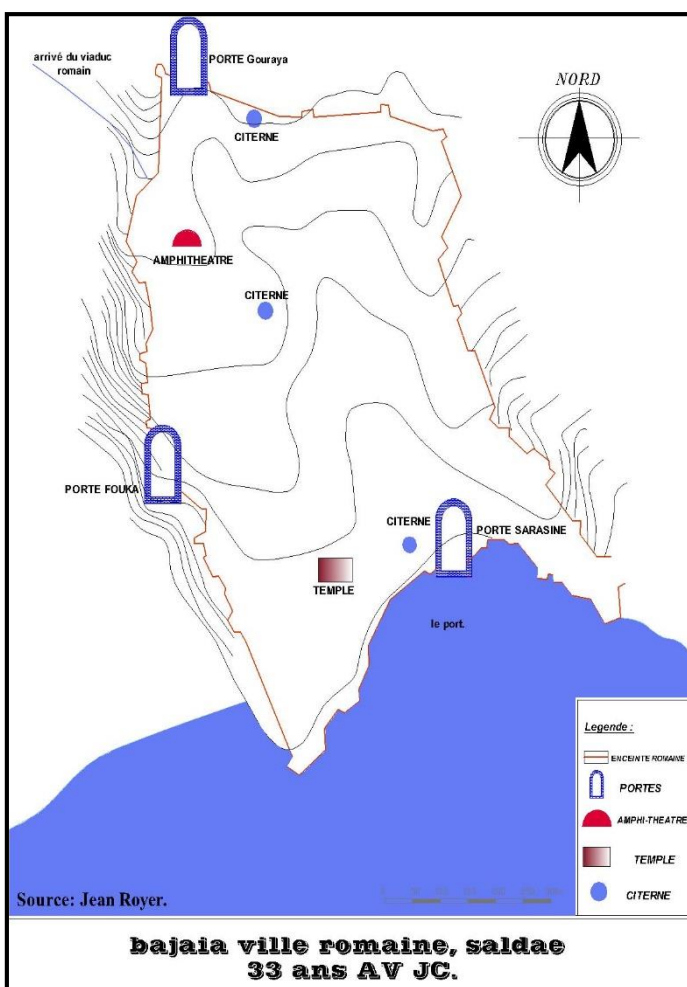 arrivé du viaduc
romain
PORTE Gouraya
NORD
CITERNE
AMPHITHEATRE
CITERNE
PORTE FOUKA
CITERNE
PORTE SARASINE
TEMPLE
le port.
Legende :
ENCEINTE ROMAINE
PORTES
AMPHI-THEATRE
TEMPLE
CITERNE
Source: Jean Royer.
bajaia ville romaine, saldae
33 ans AV JC.